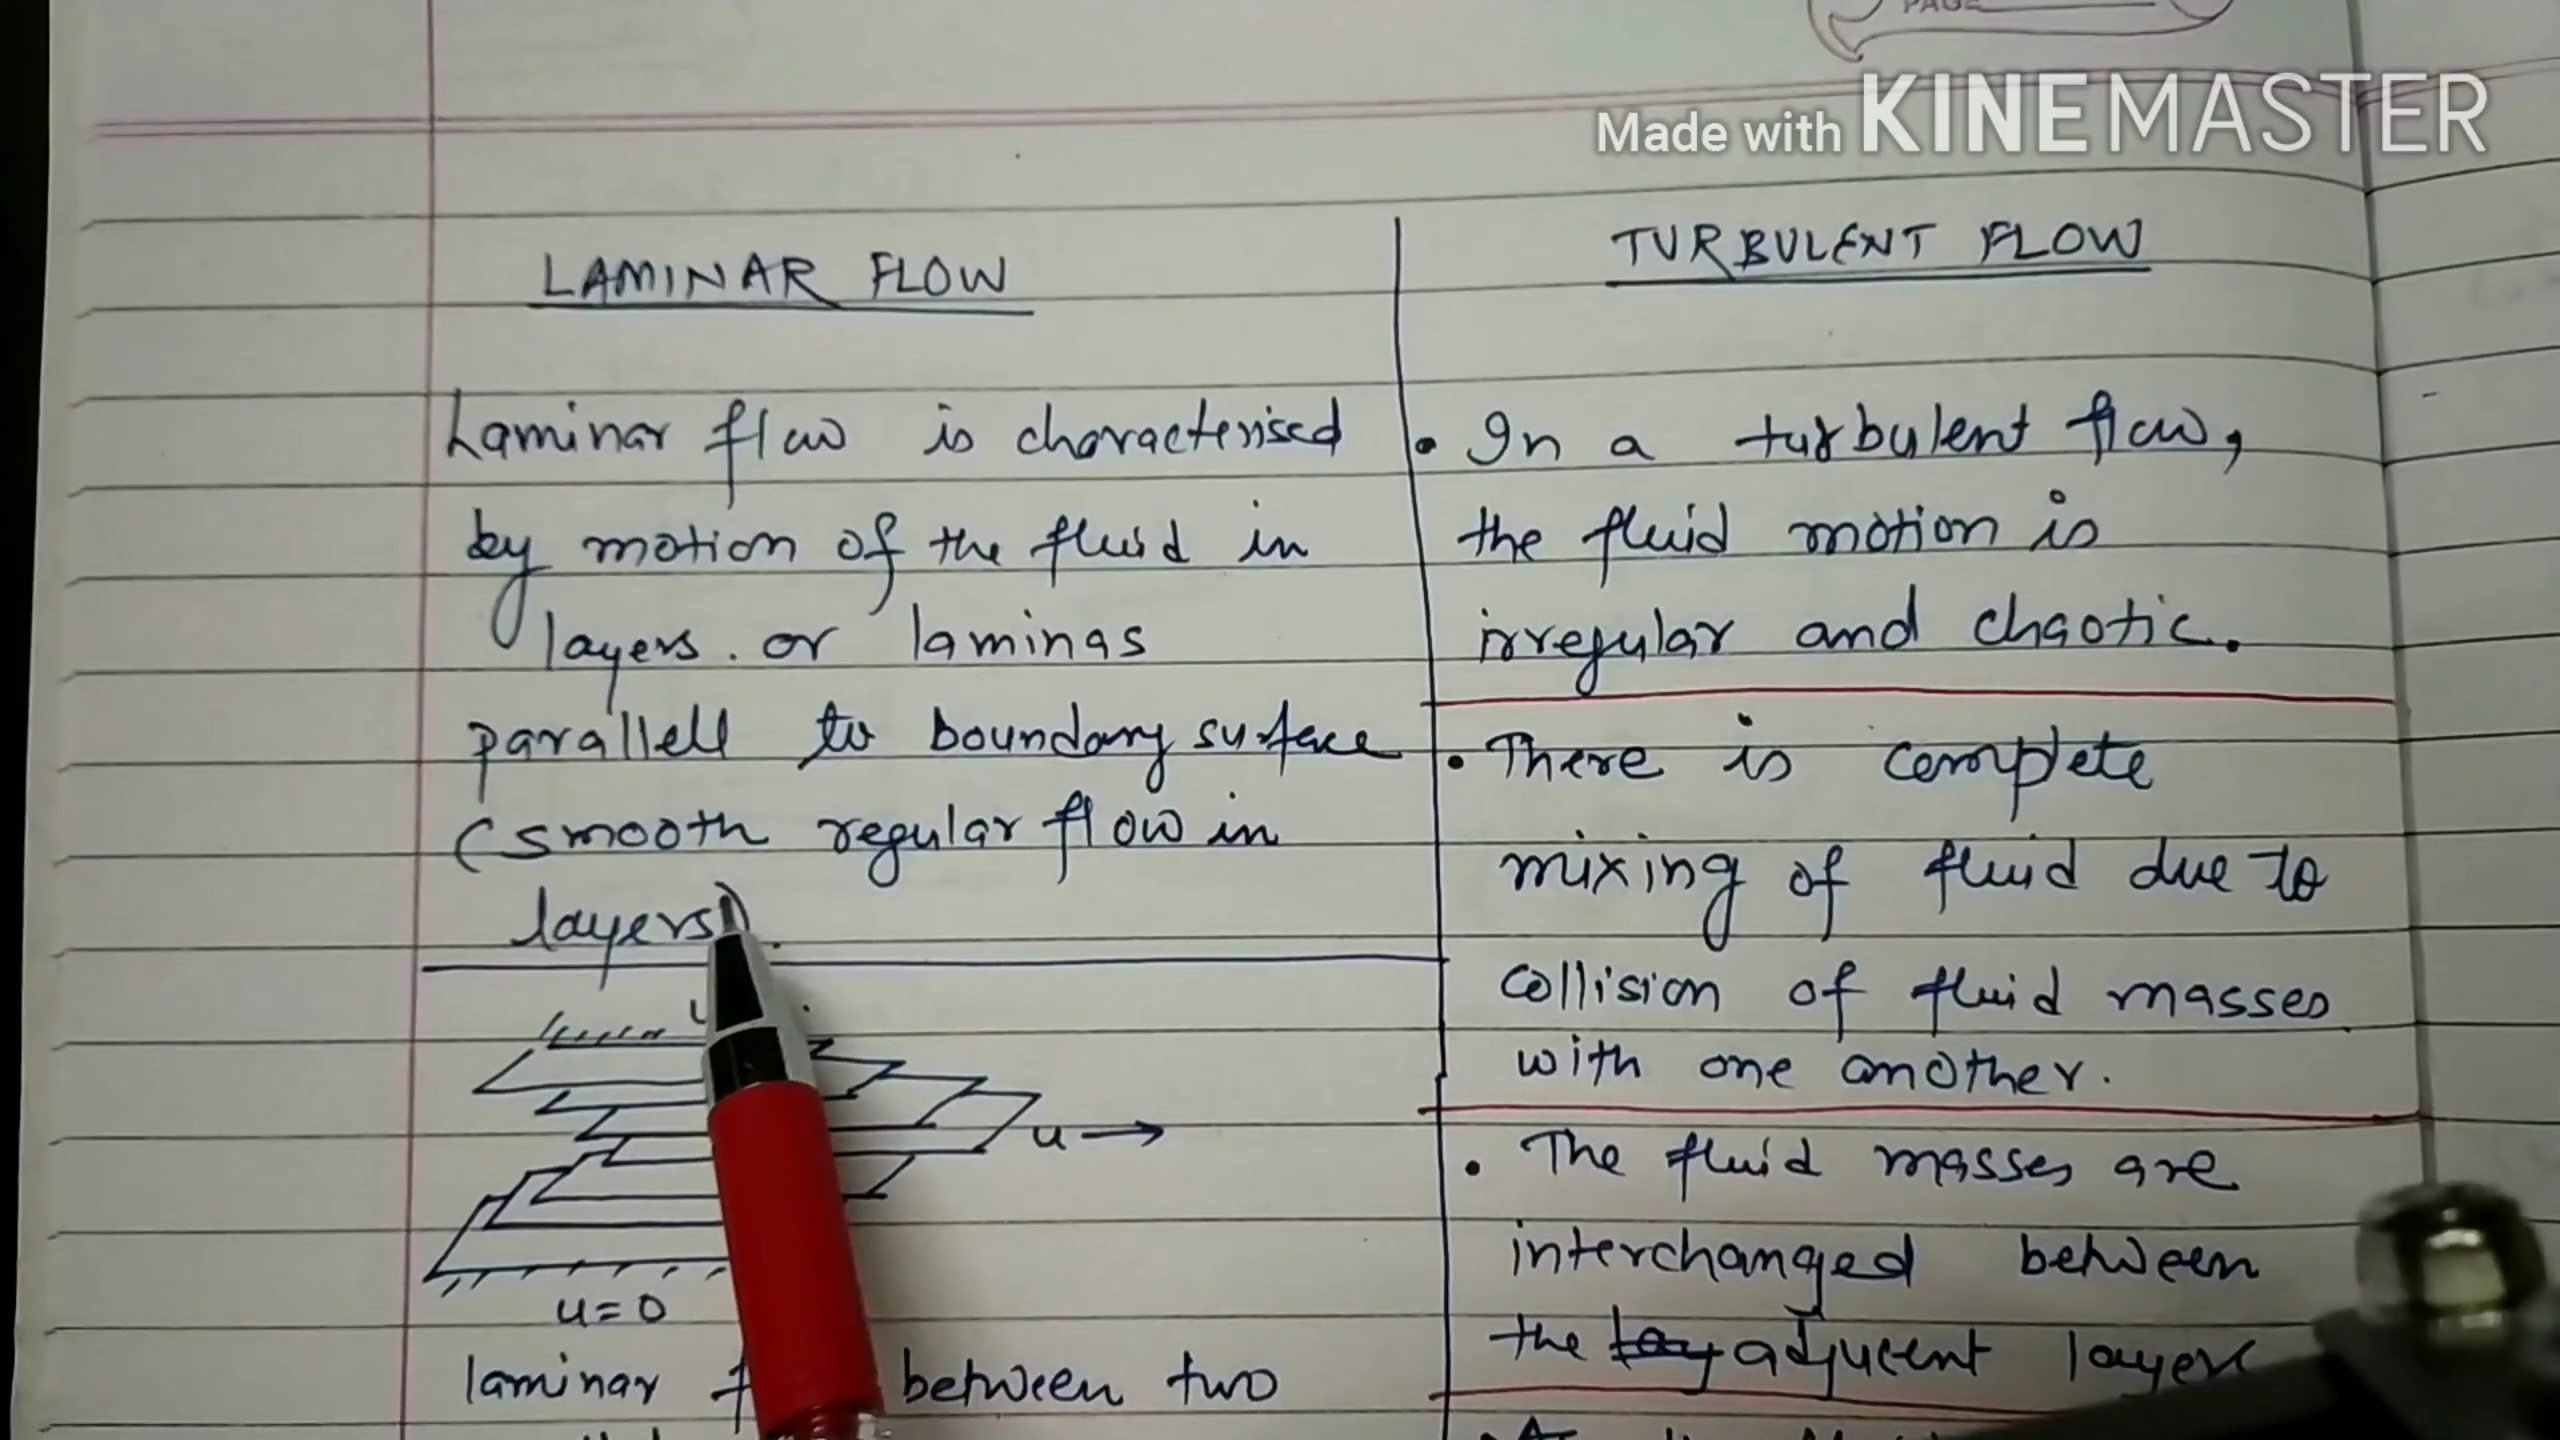 PAGE
Made with KINEMASTER
LAMINAR FLOW
Laminar flow is characterised
by motion of the fluid in
layers. or laminas
parallell to boundary surface
(smooth regular flow in
layers).
u →
u=0
laminar between two
TURBULENT FLOW
• In a turbulent flow,
the fluid motion is
irregular and chaotic.
• There is complete
mixing of fluid due to
collision of fluid masses
with one another.
• The fluid masses are
interchanged between
the adjucent layers